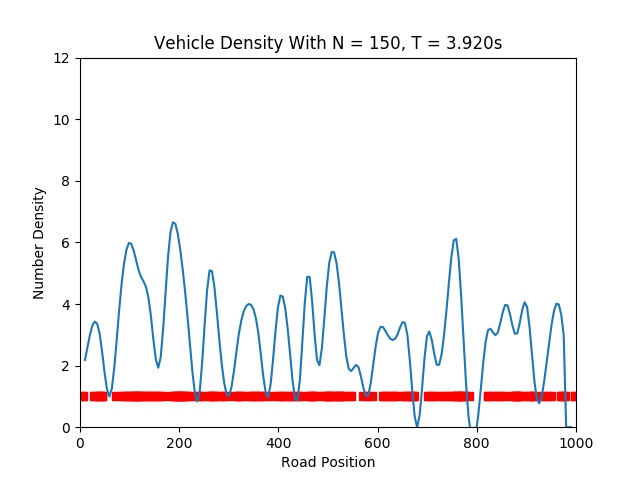 Vehicle Density With N = 150, T = 3.920s
12
10
8
6
4
2
0
Number Density
0 200 400 600 800 1000
Road Position